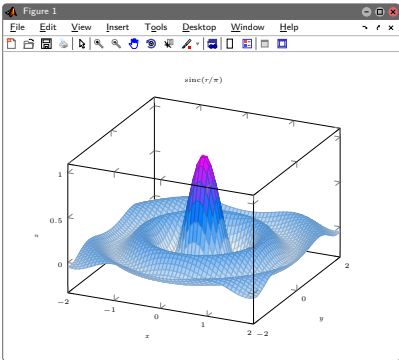 Figure 1
File Edit View Insert Tools Desktop Window Help
sinc(r/π)
1
0.5
0
z
−2
−1
0
1
2
x
−2
0
2
y